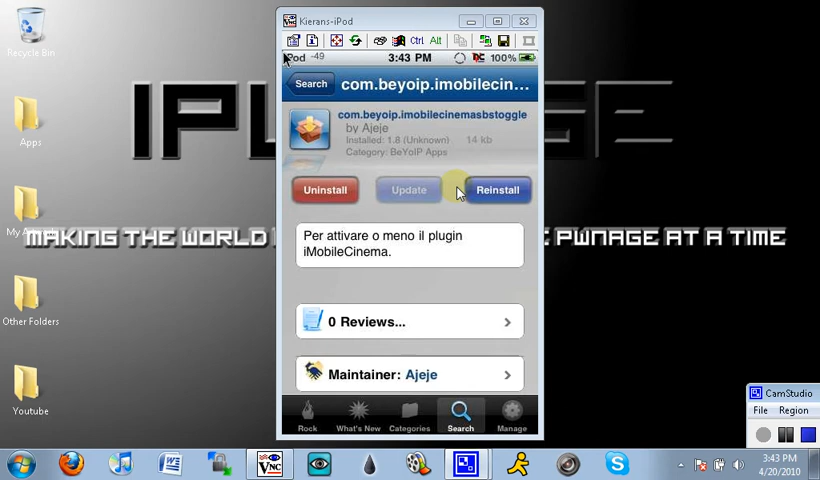 Recycle Bin
Apps
Other Folders
Youtube
MAKING THE WORLD
PWNAGE AT A TIME
Kierans-iPod
Ctrl Alt
iPod -49
3:43 PM
100%
Search
com.beyoip.imobilecin...
com.beyoip.imobilecinemasbstoggle
by Ajeje
Installed: 1.8 (Unknown)
14 kb
Category: BeYoIP Apps
Uninstall
Update
Reinstall
Per attivare o meno il plugin
iMobileCinema.
0 Reviews...
Maintainer: Ajeje
Rock
What's New
Categories
Search
Manage
CamStudio
File Region
VNC
3:43 PM
4/20/2010